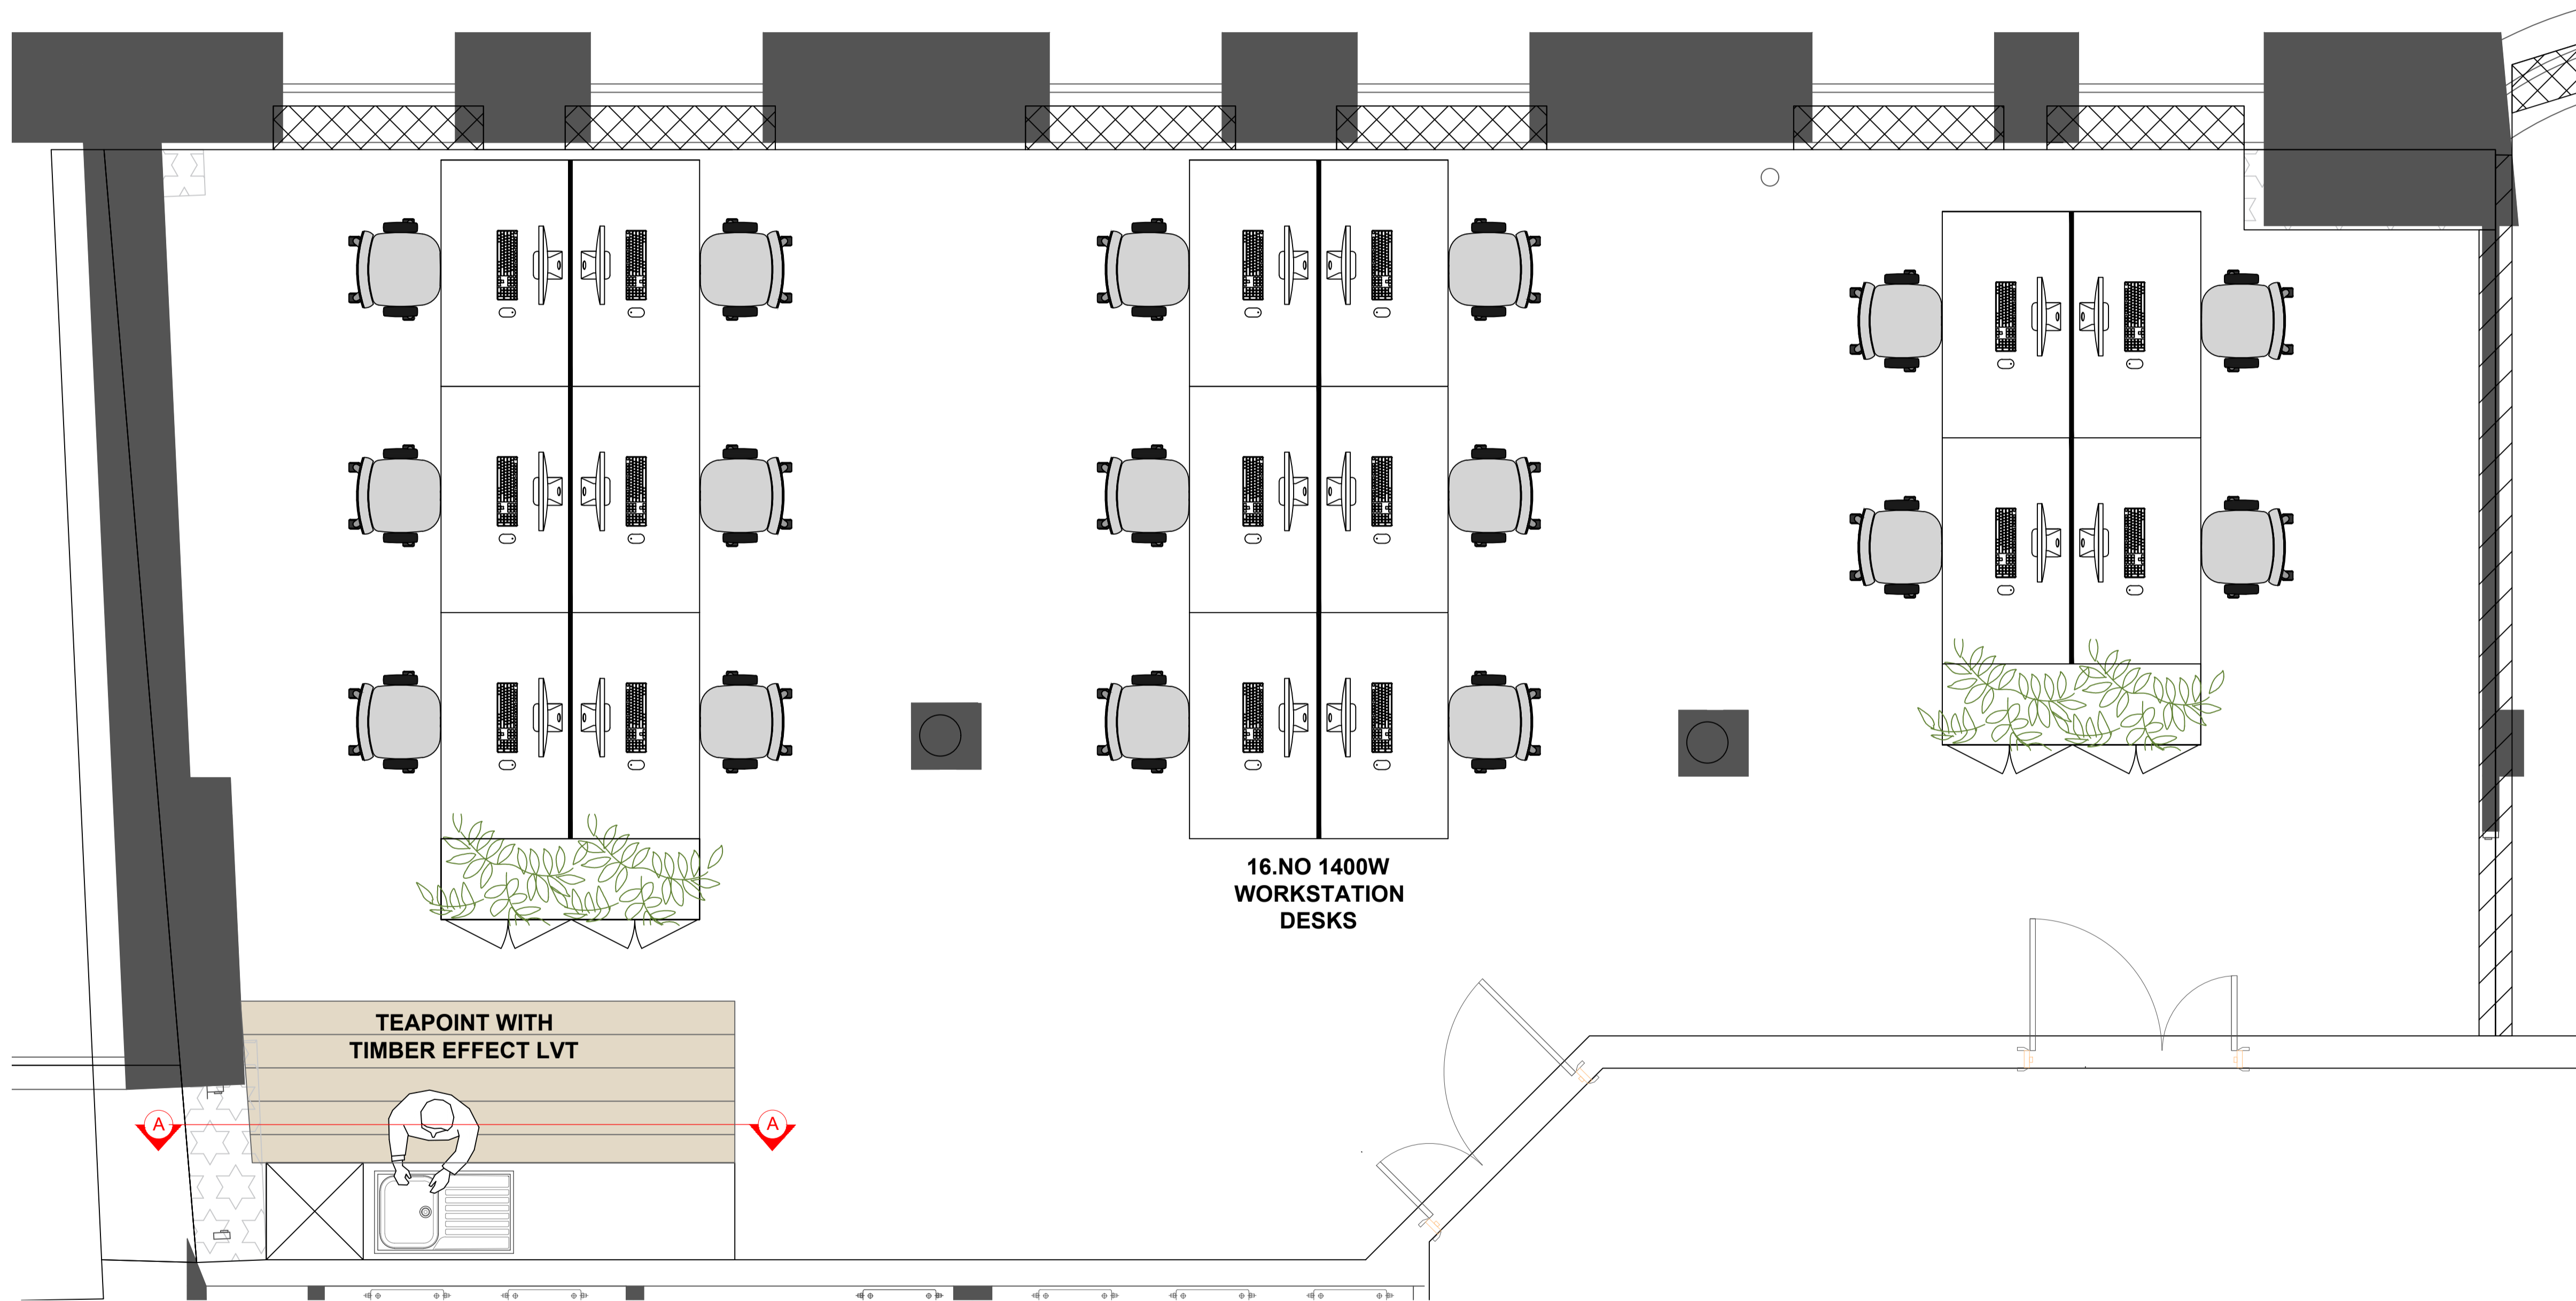 16.NO 1400W
WORKSTATION
DESKS
TEAPOINT WITH
TIMBER EFFECT LVT
A
A